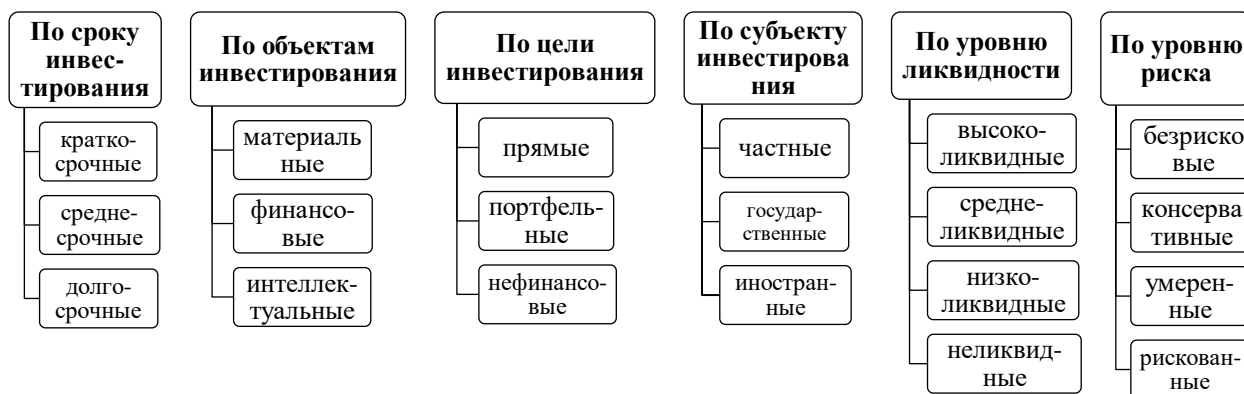 По сроку
инвес-
тирования
кратко-
срочные
средне-
срочные
долго-
срочные
По объектам
инвестирования
материаль
ные
финансо-
вые
интеллек-
туальные
По цели
инвестирования
прямые
портфель-
ные
нефинансо-
вые
По субъекту
инвестирова
ния
частные
государ-
ственные
иностран-
ные
По уровню
ликвидности
высоко-
ликвидные
средне-
ликвидные
низко-
ликвидные
неликвид-
ные
По уровню
риска
безриско
вые
консерва
тивные
умерен-
ные
рискован-
ные